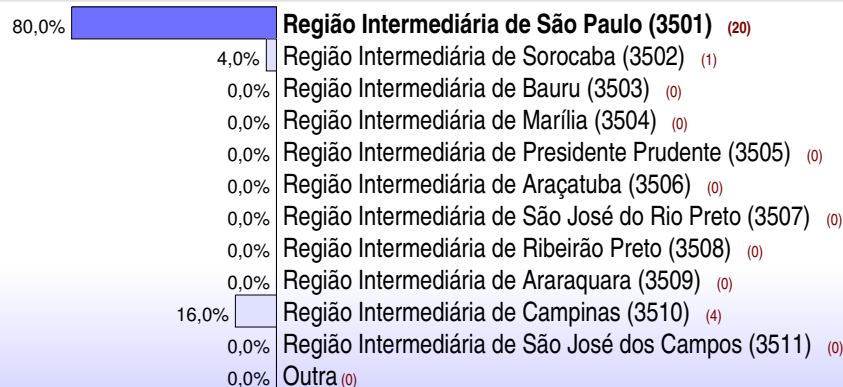 80,0% Região Intermediária de São Paulo (3501) (20)
4,0% Região Intermediária de Sorocaba (3502) (1)
0,0% Região Intermediária de Bauru (3503) (0)
0,0% Região Intermediária de Marília (3504) (0)
0,0% Região Intermediária de Presidente Prudente (3505) (0)
0,0% Região Intermediária de Araçatuba (3506) (0)
0,0% Região Intermediária de São José do Rio Preto (3507) (0)
0,0% Região Intermediária de Ribeirão Preto (3508) (0)
0,0% Região Intermediária de Araraquara (3509) (0)
16,0% Região Intermediária de Campinas (3510) (4)
0,0% Região Intermediária de São José dos Campos (3511) (0)
0,0% Outra (0)